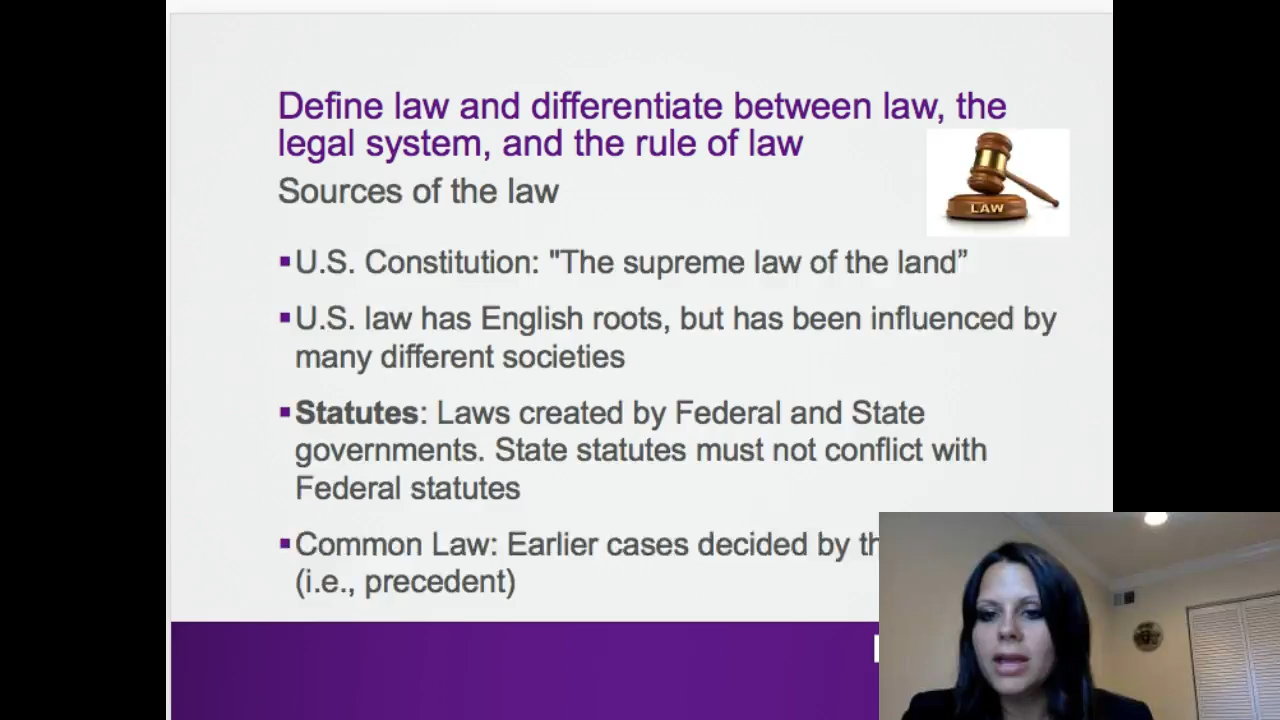 Define law and differentiate between law, the
legal system, and the rule of law
Sources of the law
LAW
▪U.S. Constitution: "The supreme law of the land”
▪U.S. law has English roots, but has been influenced by
many different societies
▪Statutes: Laws created by Federal and State
governments. State statutes must not conflict with
Federal statutes
▪Common Law: Earlier cases decided by
(i.e., precedent)